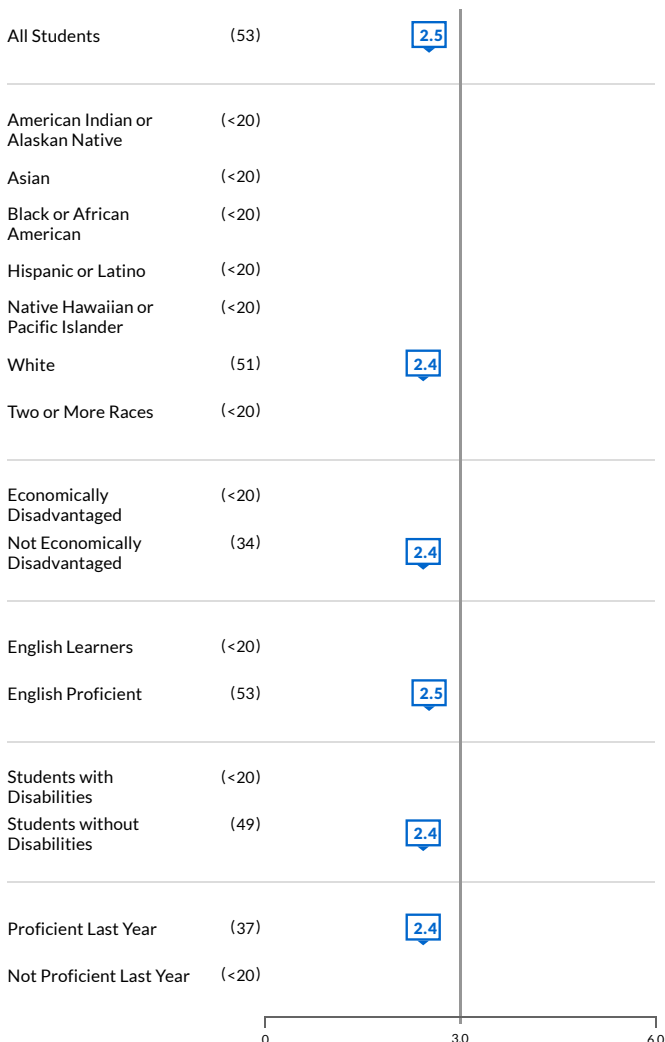 All Students (53) 2.5
American Indian or (<20)
Alaskan Native
Asian (<20)
Black or African (<20)
American
Hispanic or Latino (<20)
Native Hawaiian or (<20)
Pacific Islander
White (51) 2.4
Two or More Races (<20)
Economically (<20)
Disadvantaged
Not Economically (34) 2.4
Disadvantaged
English Learners (<20)
English Proficient (53) 2.5
Students with (<20)
Disabilities
Students without (49) 2.4
Disabilities
Proficient Last Year (37) 2.4
Not Proficient Last Year (<20)
0 3.0 6.0